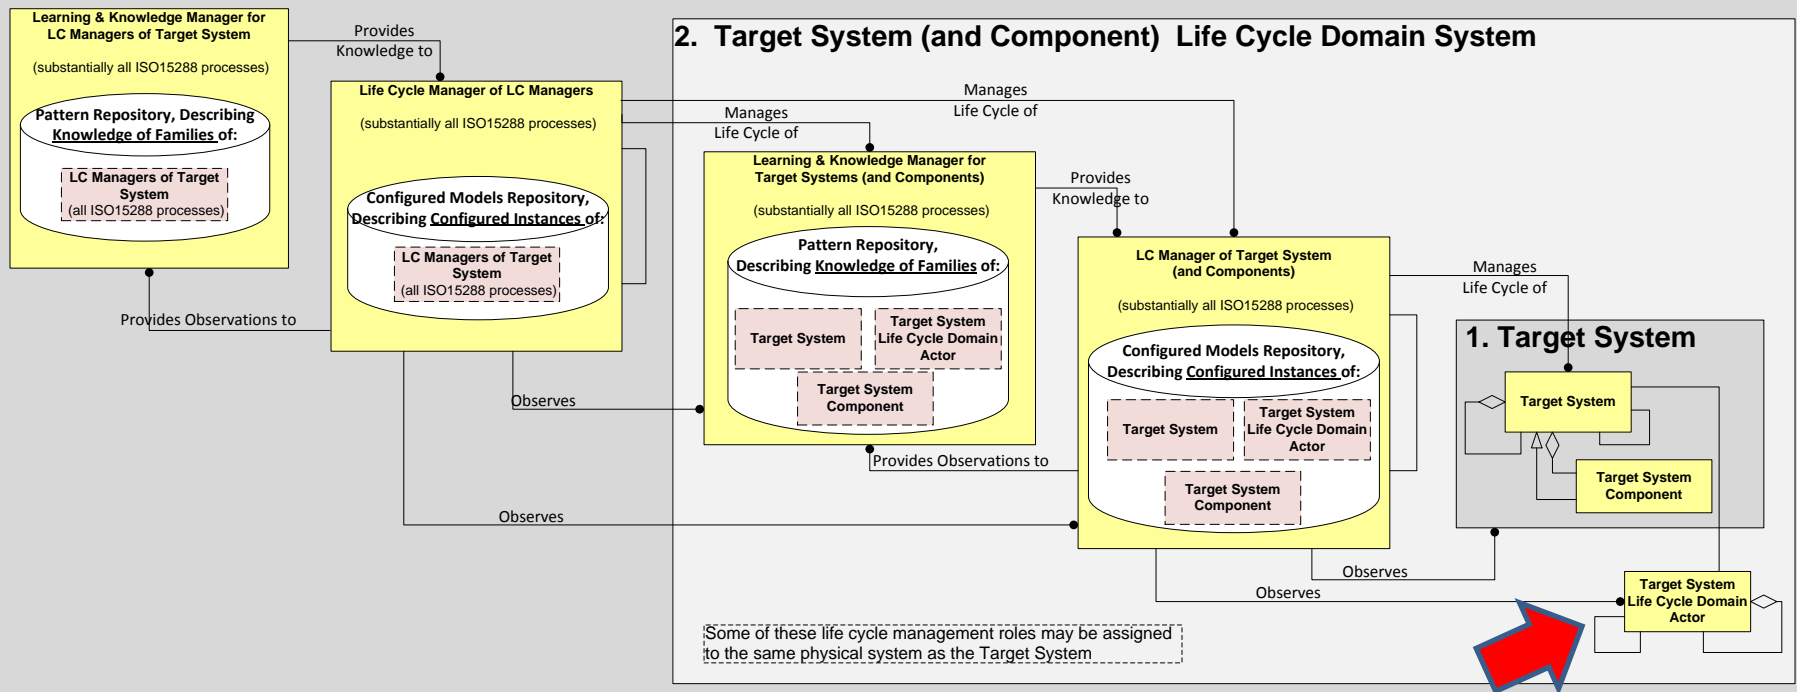 Learning & Knowledge Manager for
LC Managers of Target System
(substantially all ISO15288 processes)
Pattern Repository, Describing
Knowledge of Families of:
LC Managers of Target
System
(all ISO15288 processes)
Provides
Knowledge to
Provides Observations to
Life Cycle Manager of LC Managers
(substantially all ISO15288 processes)
Configured Models Repository,
Describing Configured Instances of:
LC Managers of Target
System
(all ISO15288 processes)
2. Target System (and Component) Life Cycle Domain System
Manages
Life Cycle of
Manages
Life Cycle of
Learning & Knowledge Manager for
Target Systems (and Components)
(substantially all ISO15288 processes)
Pattern Repository,
Describing Knowledge of Families of:
Target System
Target System
Life Cycle Domain
Actor
Target System
Component
Provides
Knowledge to
Observes
Provides Observations to
Observes
LC Manager of Target System
(and Components)
(substantially all ISO15288 processes)
Configured Models Repository,
Describing Configured Instances of:
Target System
Target System
Life Cycle Domain
Actor
Target System
Component
Manages
Life Cycle of
1. Target System
Target System
Target System
Component
Observes
Observes
Target System
Life Cycle Domain
Actor
Some of these life cycle management roles may be assigned
to the same physical system as the Target System